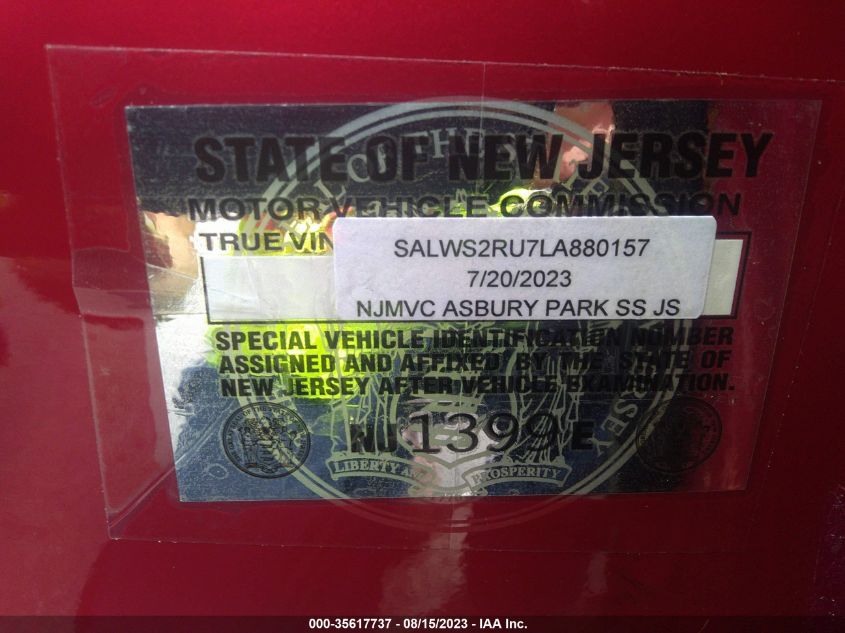 STATE OF NEW JERSEY
MOTOR VEHICLE COMMISSION
TRUE VIN
SALWS2RU7LA880157
7/20/2023
NJMVC ASBURY PARK SS JS
SPECIAL VEHICLE IDENTIFICATION NUMBER
ASSIGNED AND AFFIXED BY THE STATE OF
NEW JERSEY AFTER VEHICLE EXAMINATION.
NJ 1399 E
LIBERTY AND PROSPERITY
000-35617737 - 08/15/2023 - IAA Inc.